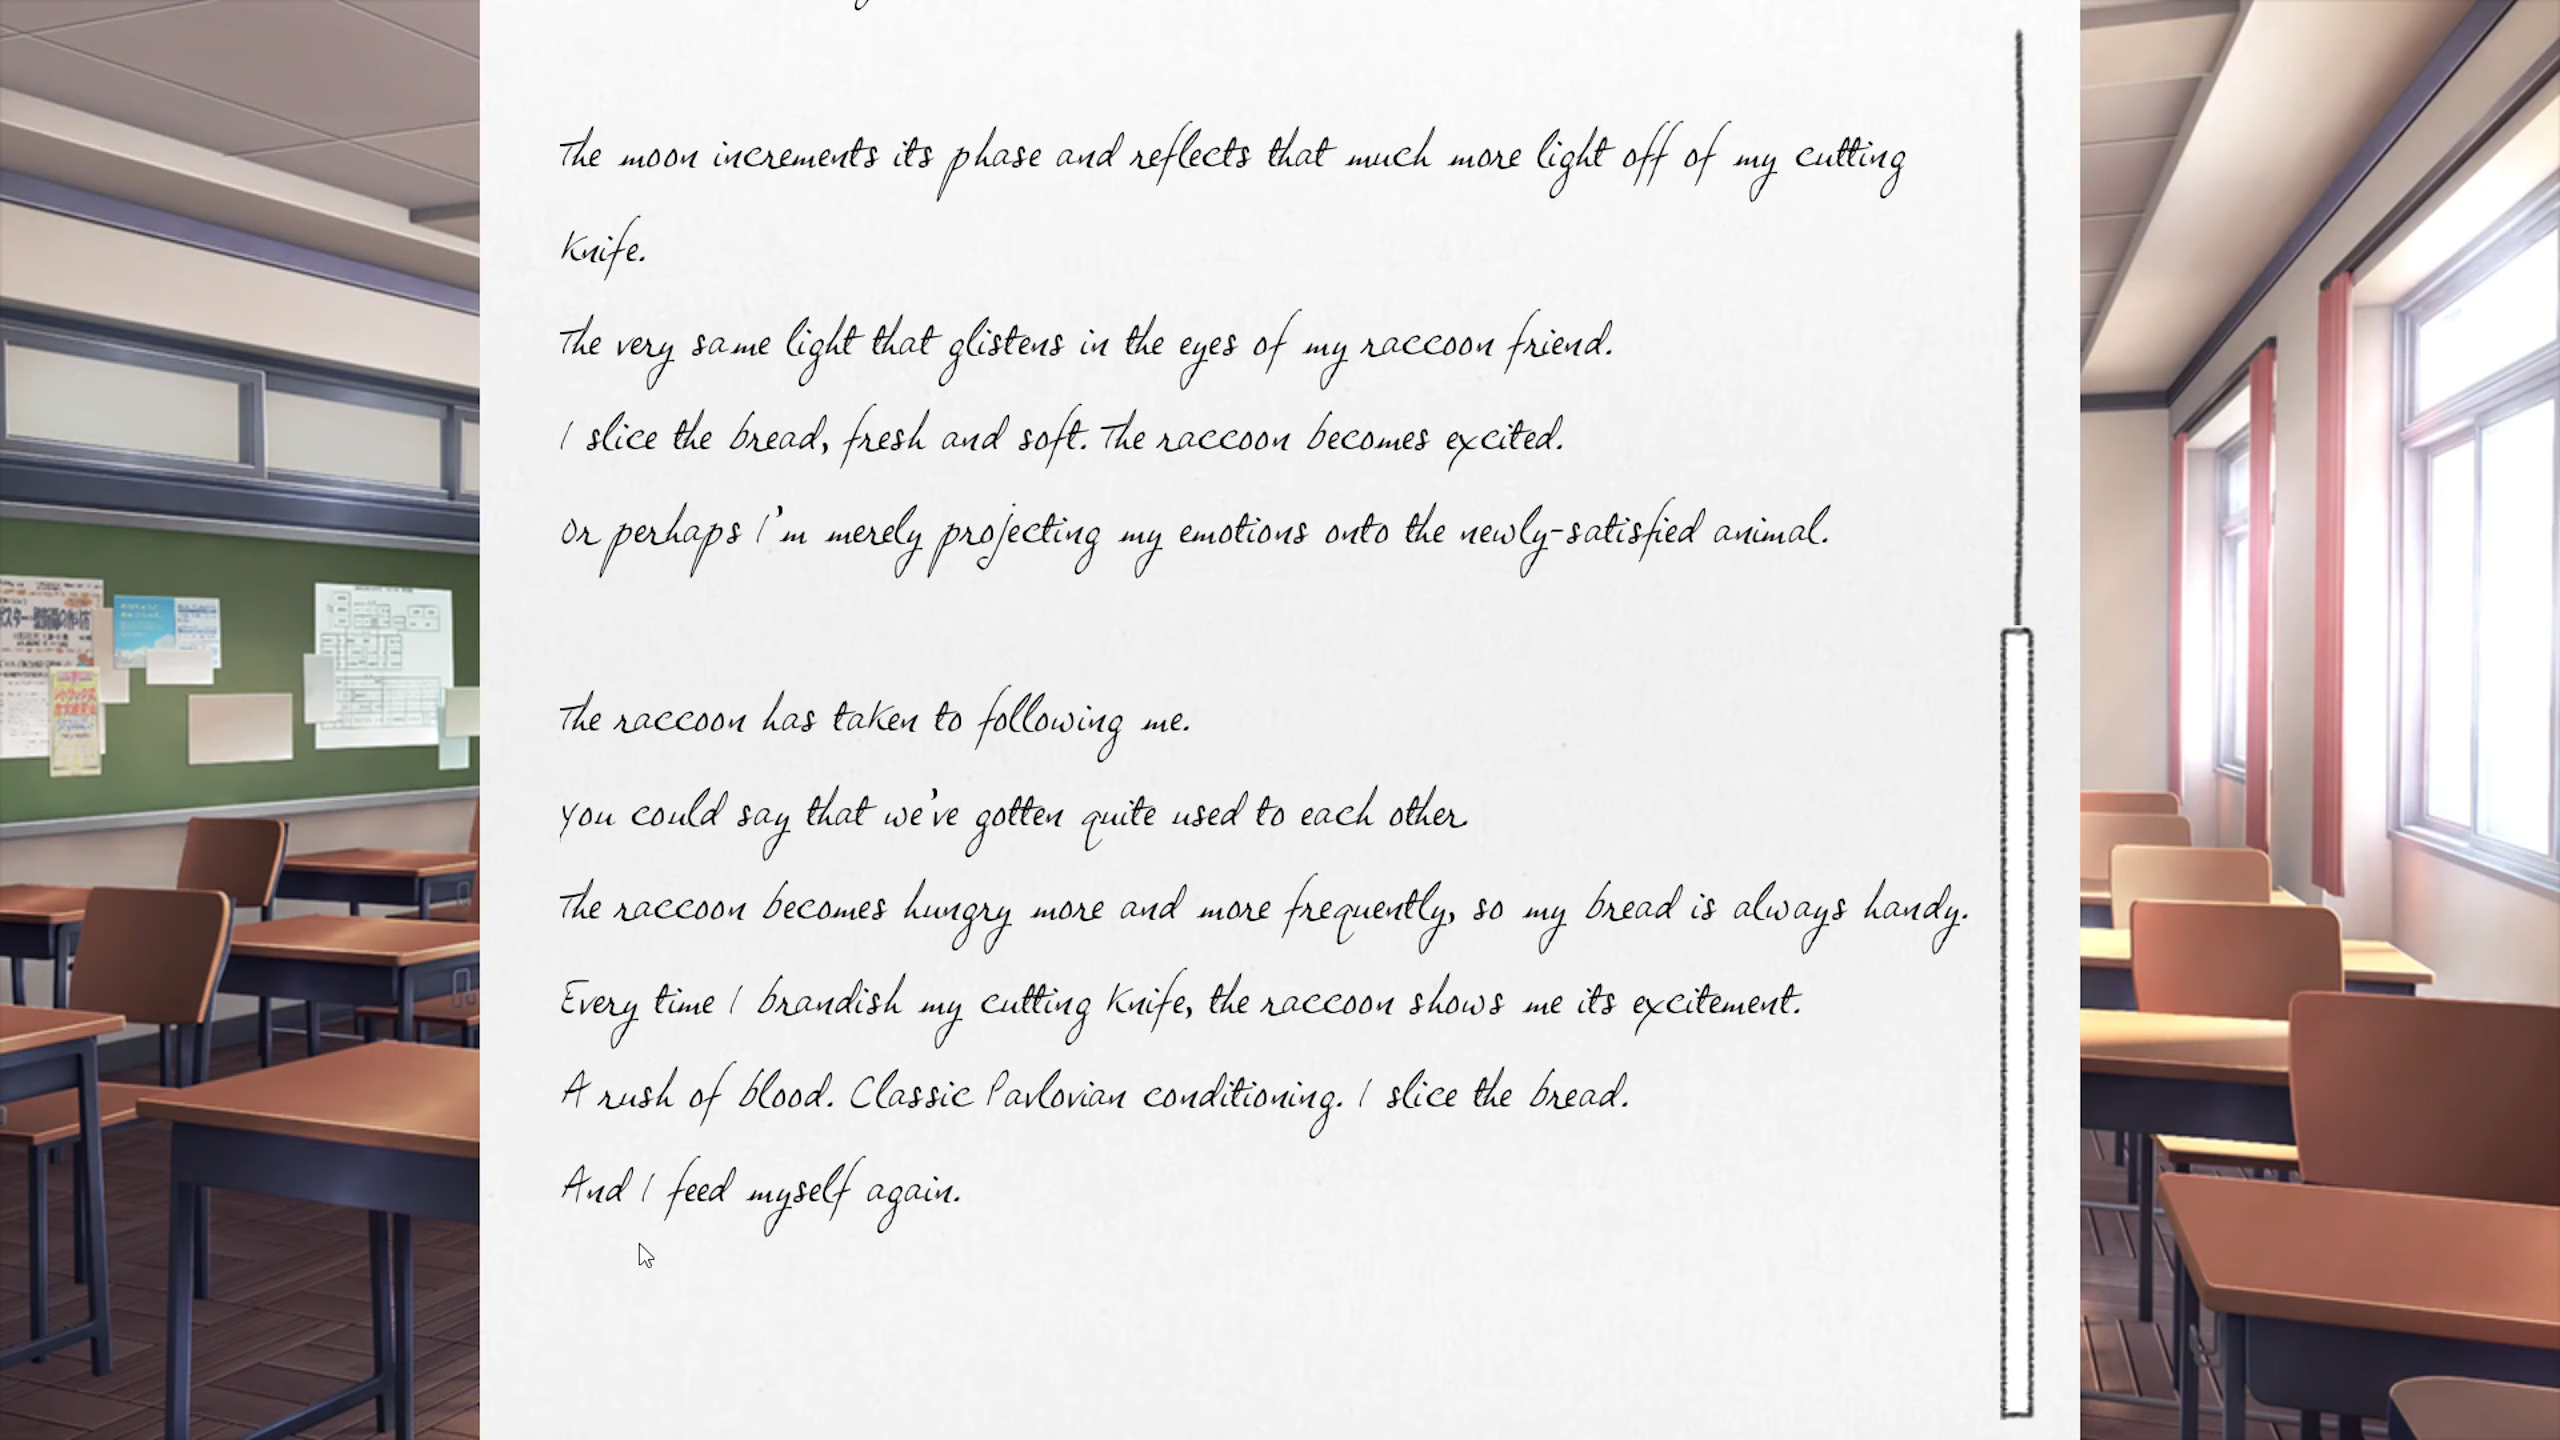 The moon increments its phase and reflects that much more light off of my cutting
knife.
The very same light that glistens in the eyes of my raccoon friend.
I slice the bread, fresh and soft. The raccoon becomes excited.
Or perhaps I'm merely projecting my emotions onto the newly-satisfied animal.
The raccoon has taken to following me.
You could say that we've gotten quite used to each other.
The raccoon becomes hungry more and more frequently, so my bread is always handy.
Every time I brandish my cutting knife, the raccoon shows me its excitement.
A rush of blood. Classic Pavlovian conditioning. I slice the bread.
And I feed myself again.